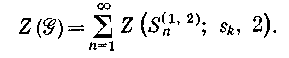 Z(𝒢) = ∑_{n=1}^{∞} Z(S_n^{(1, 2)}; s_k, 2).